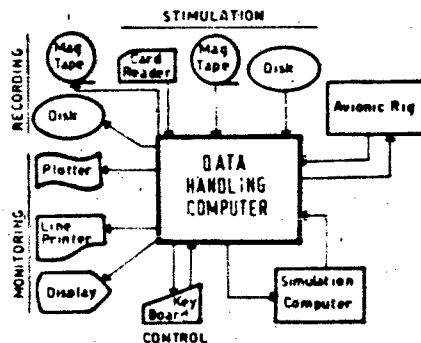 STIMULATION
RECORDING
Mag
Tape
Card
Reader
Mag
Tape
Disk
Disk
Avionic Rig
MONITORING
Plotter
DATA
HANDLING
COMPUTER
Line
Printer
Display
Key
Board
Simulation
Computer
CONTROL